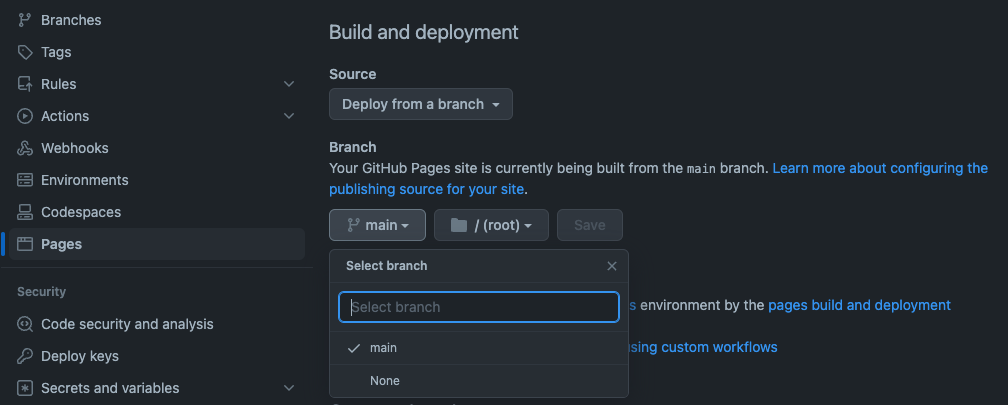 Branches
Tags
Rules
Actions
Webhooks
Environments
Codespaces
Pages
Security
Code security and analysis
Deploy keys
Secrets and variables
Build and deployment
Source
Deploy from a branch
Branch
Your GitHub Pages site is currently being built from the main branch. Learn more about configuring the
publishing source for your site.
main
/ (root)
Save
Select branch
Select branch
main
None
environment by the pages build and deployment
custom workflows